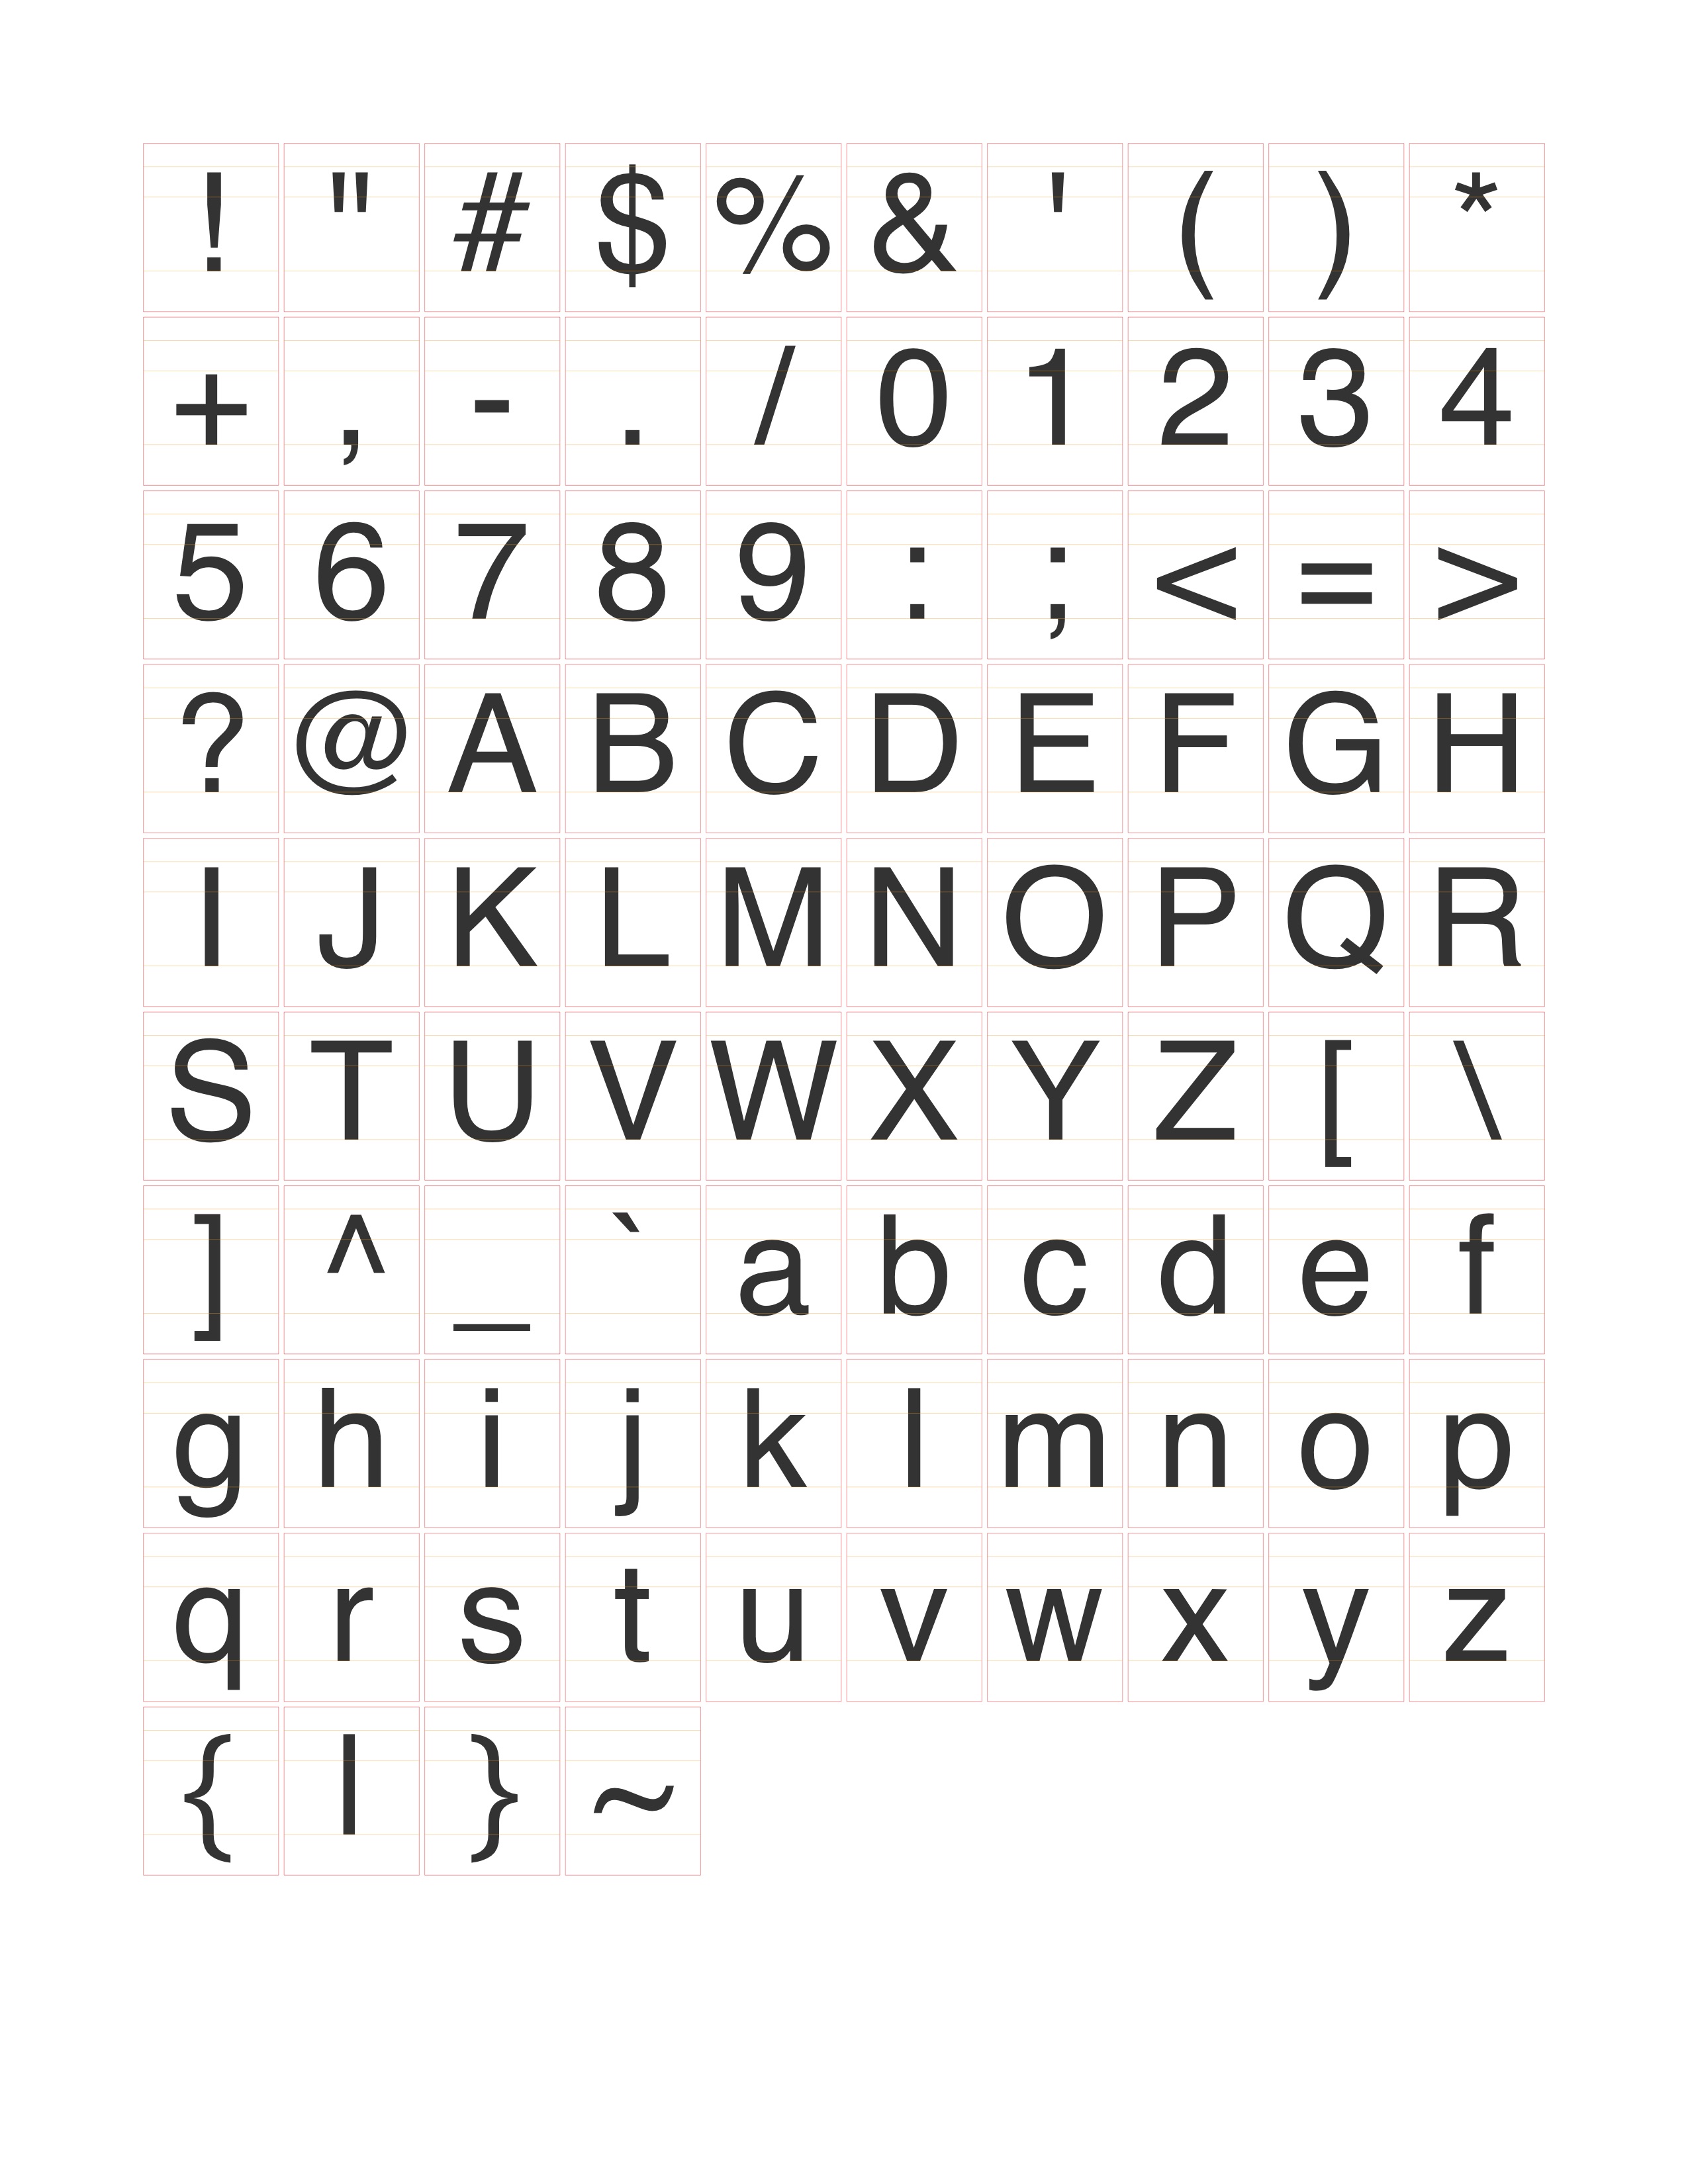 ! " # $ % & ' ( ) *
+ , - . / 0 1 2 3 4
5 6 7 8 9 : ; < = >
? @ A B C D E F G H
I J K L M N O P Q R
S T U V W X Y Z [ \
] ^ _ ` a b c d e f
g h i j k l m n o p
q r s t u v w x y z
{ | } ~